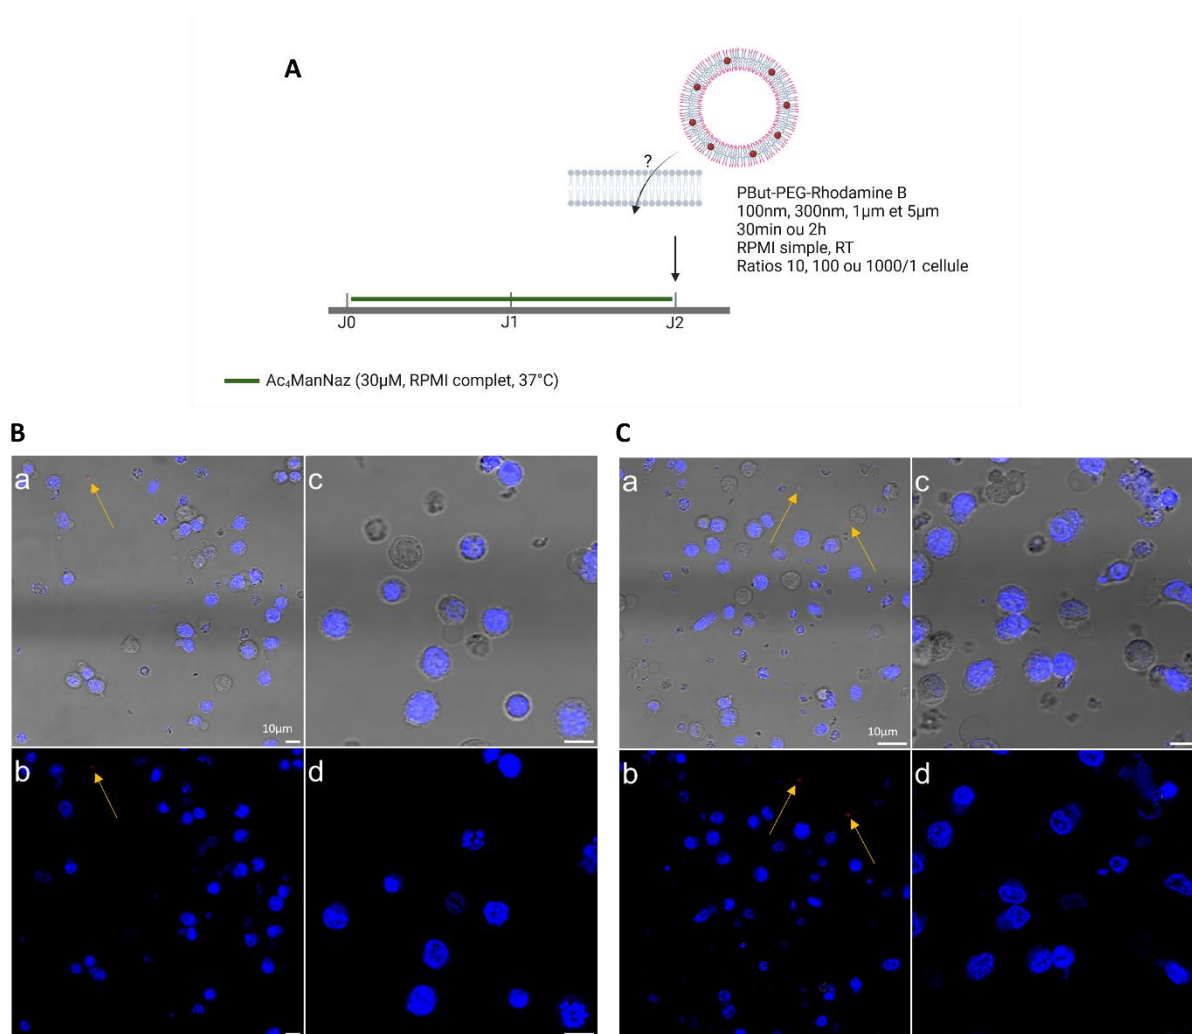 A
?
PBut-PEG-Rhodamine B
100nm, 300nm, 1µm et 5µm
30min ou 2h
RPMI simple, RT
Ratios 10, 100 ou 1000/1 cellule
J0 J1 J2
Ac₄ManNaz (30µM, RPMI complet, 37°C)
B
a
c
10µm
b
d
C
a
c
10µm
b
d